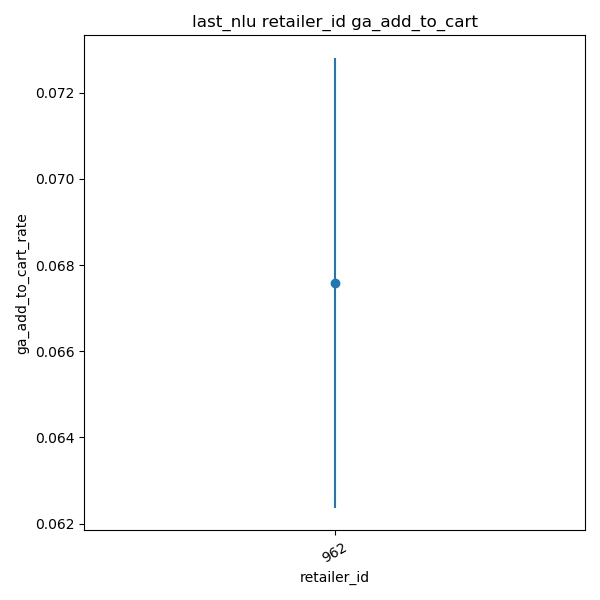 last_nlu retailer_id ga_add_to_cart
0.072
0.070
0.068
0.066
0.064
0.062
ga_add_to_cart_rate
962
retailer_id